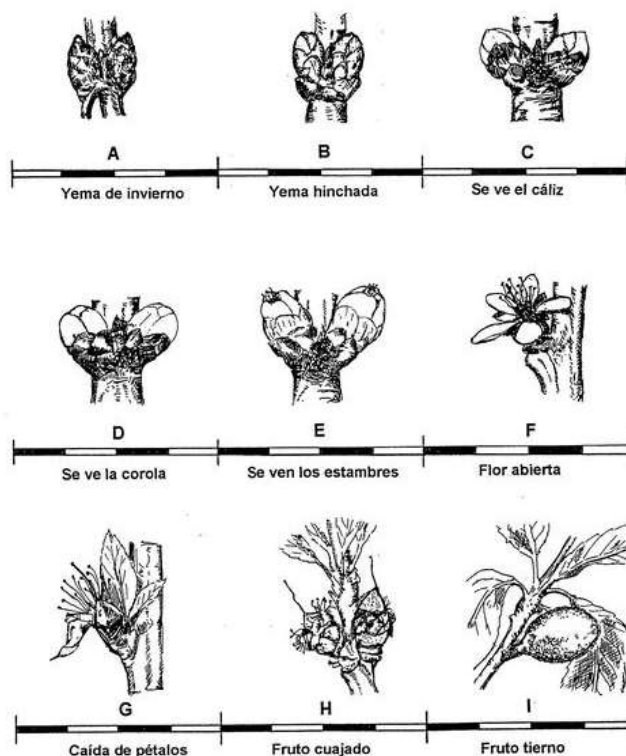 A B C
Yema de invierno Yema hinchada Se ve el cáliz
D E F
Se ve la corola Se ven los estambres Flor abierta
G H I
Caída de pétalos Fruto cuajado Fruto tierno